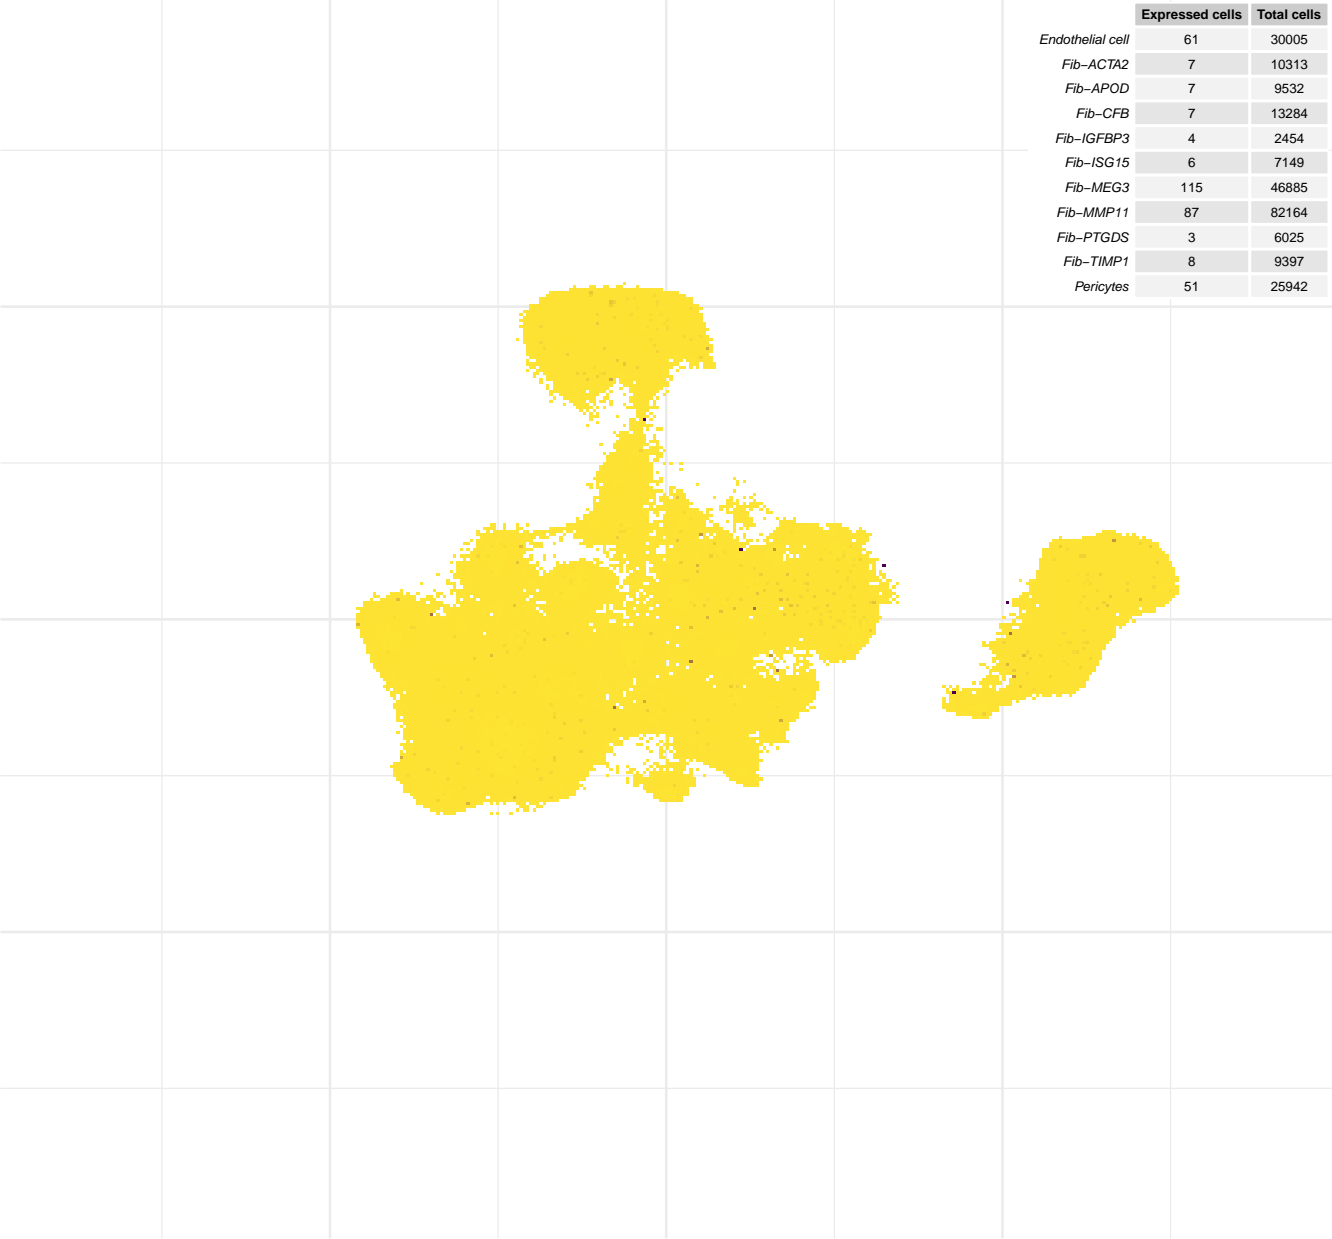 Expressed cells Total cells
Endothelial cell 61 30005
Fib−ACTA2 7 10313
Fib−APOD 7 9532
Fib−CFB 7 13284
Fib−IGFBP3 4 2454
Fib−ISG15 6 7149
Fib−MEG3 115 46885
Fib−MMP11 87 82164
Fib−PTGDS 3 6025
Fib−TIMP1 8 9397
Pericytes 51 25942